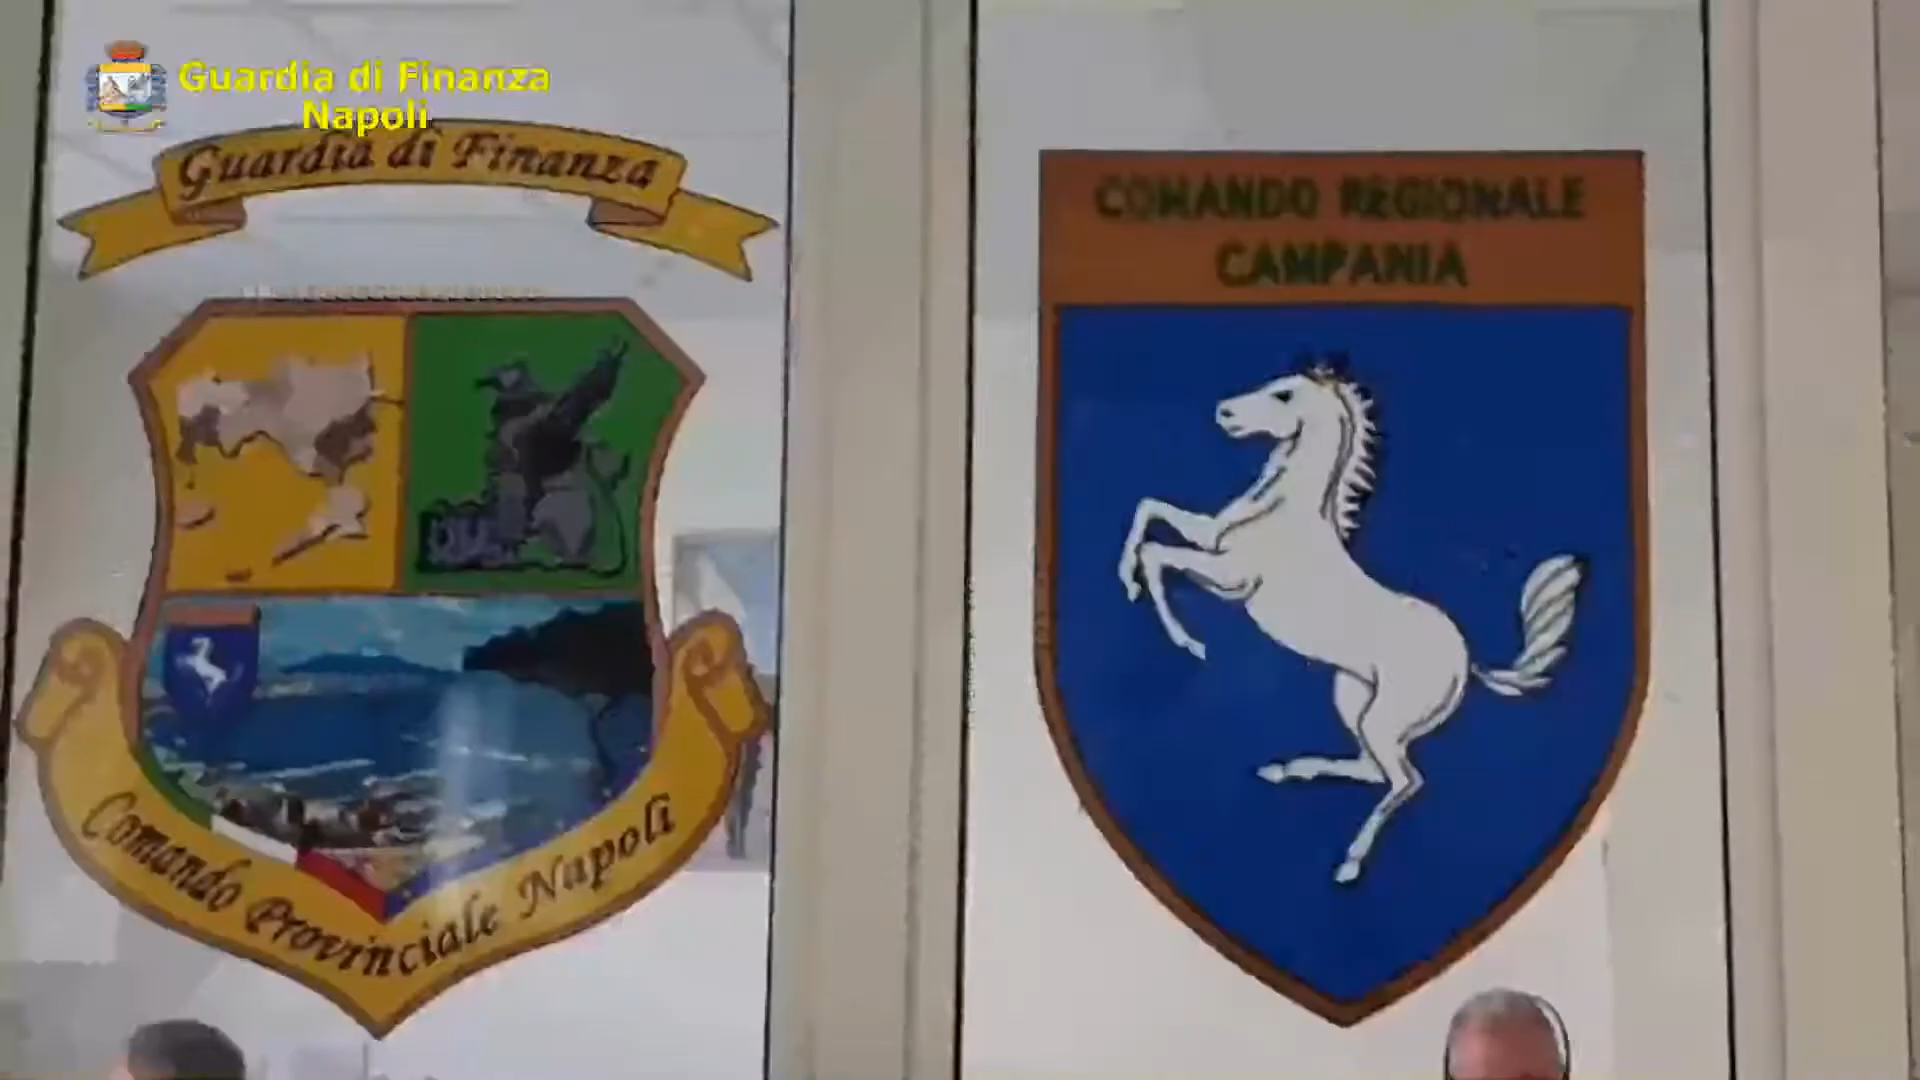 Guardia di Finanza
Napoli
Guardia di Finanza
Comando Provinciale Napoli
COMANDO REGIONALE
CAMPANIA